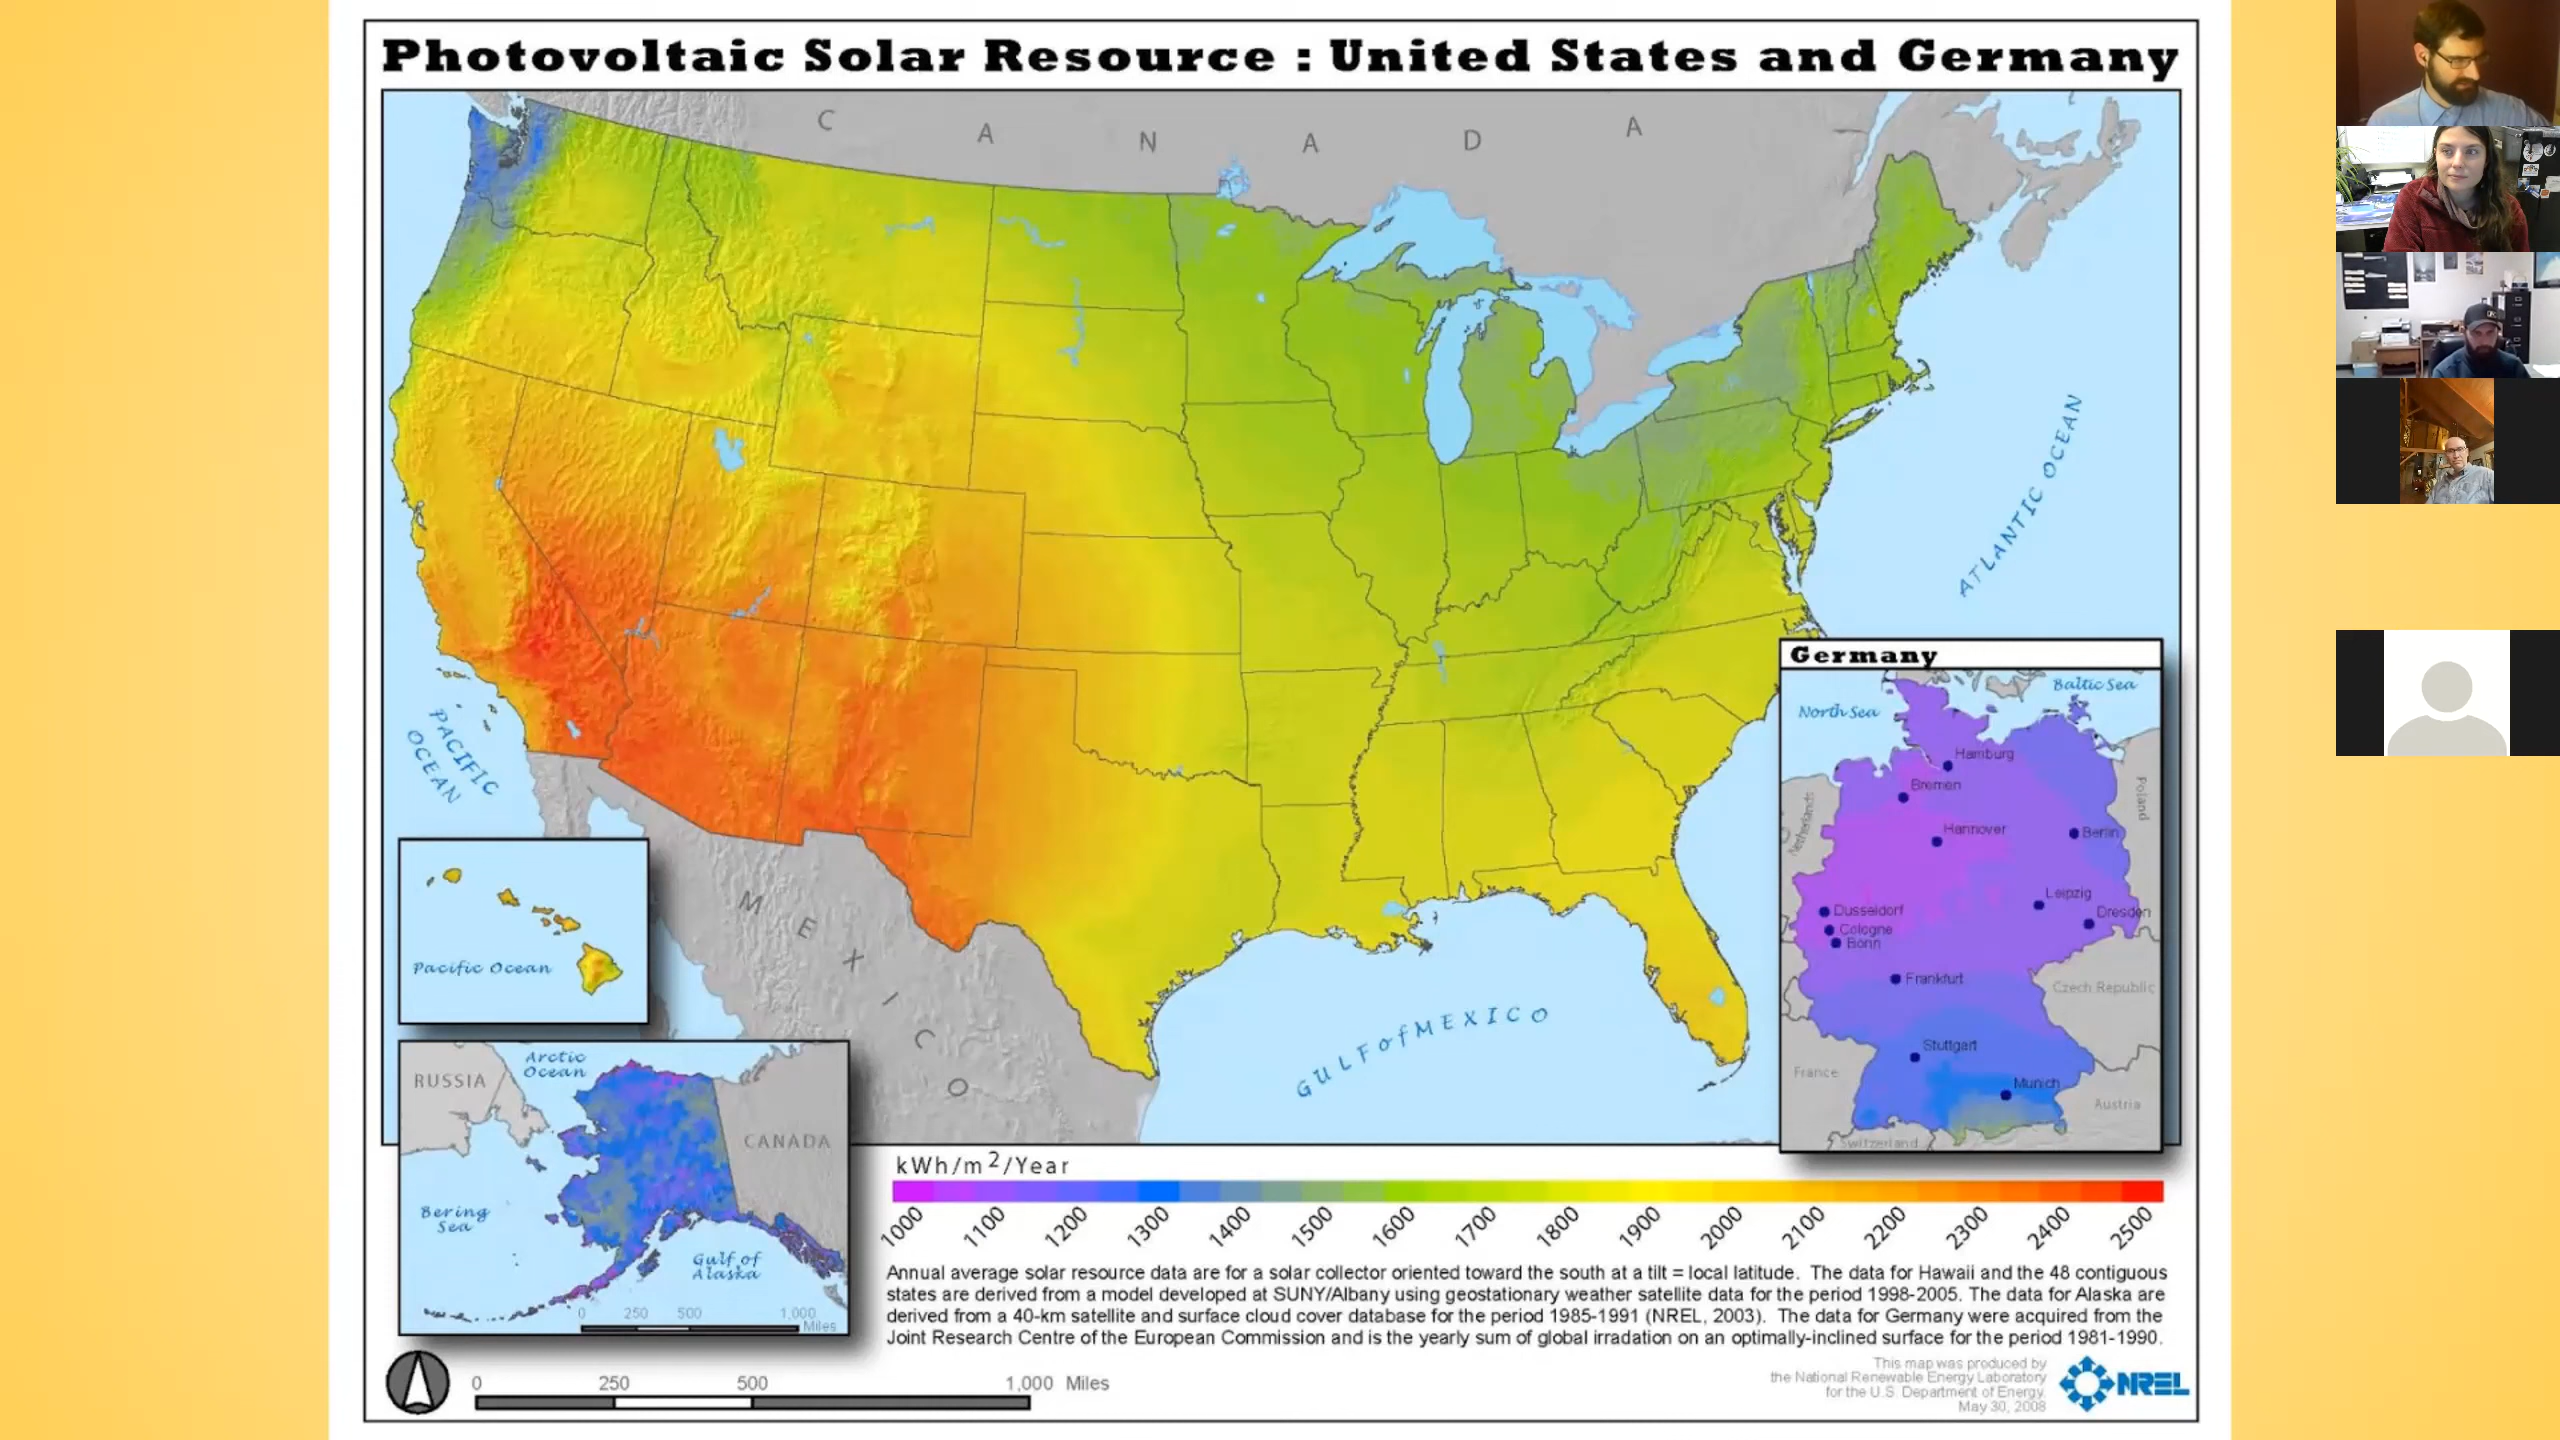 Photovoltaic Solar Resource : United States and Germany
C A N A D A
ATLANTIC OCEAN
PACIFIC
OCEAN
MEXICO
GULF of MEXICO
Germany
Baltic Sea
North Sea
Hamburg
Bremen
Poland
Netherlands
Hannover
Berlin
Leipzig
Dusseldorf
Dresden
Cologne
Bonn
Frankfurt
Czech Republic
Stuttgart
France
Munich
Austria
Switzerland
Pacific Ocean
Arctic
Ocean
RUSSIA
CANADA
Bering
Sea
Gulf of
Alaska
0 250 500 1,000
Miles
kWh/m²/Year
1000 1100 1200 1300 1400 1500 1600 1700 1800 1900 2000 2100 2200 2300 2400 2500
Annual average solar resource data are for a solar collector oriented toward the south at a tilt = local latitude. The data for Hawaii and the 48 contiguous
states are derived from a model developed at SUNY/Albany using geostationary weather satellite data for the period 1998-2005. The data for Alaska are
derived from a 40-km satellite and surface cloud cover database for the period 1985-1991 (NREL, 2003). The data for Germany were acquired from the
Joint Research Centre of the European Commission and is the yearly sum of global irradiation on an optimally-inclined surface for the period 1981-1990.
0 250 500 1,000 Miles
This map was produced by
the National Renewable Energy Laboratory
for the U.S. Department of Energy.
May 30, 2008
NREL